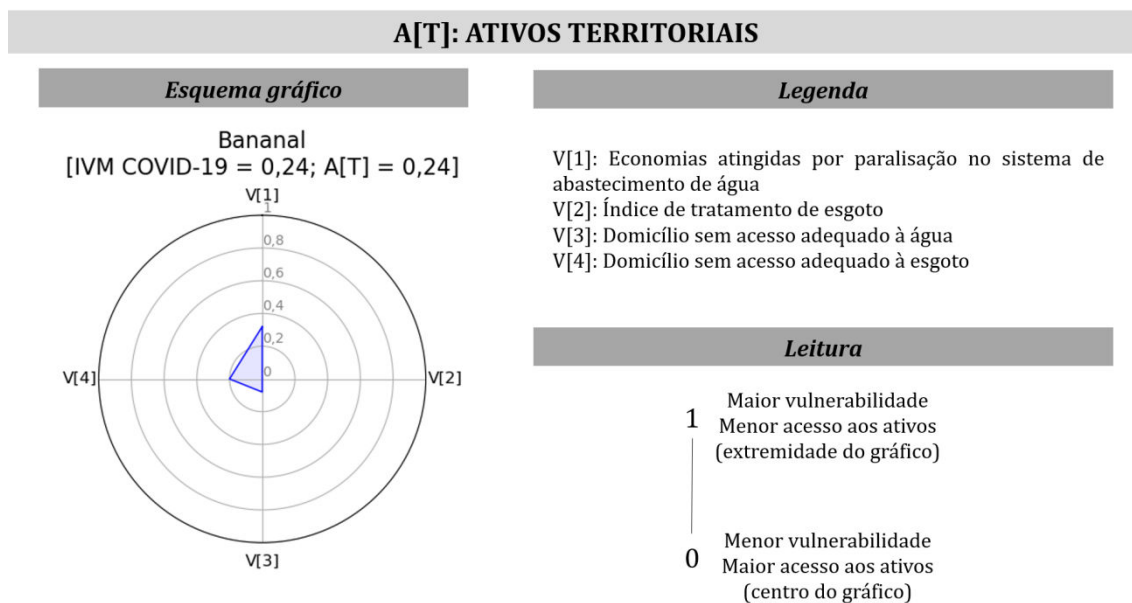 A[T]: ATIVOS TERRITORIAIS
Esquema gráfico
Bananal
[IVM COVID-19 = 0,24; A[T] = 0,24]
V[1]
1
0,8
0,6
0,4
0,2
0
V[4]
V[2]
V[3]
Legenda
V[1]: Economias atingidas por paralisação no sistema de
abastecimento de água
V[2]: Índice de tratamento de esgoto
V[3]: Domicílio sem acesso adequado à água
V[4]: Domicílio sem acesso adequado à esgoto
Leitura
1
Maior vulnerabilidade
Menor acesso aos ativos
(extremidade do gráfico)
0
Menor vulnerabilidade
Maior acesso aos ativos
(centro do gráfico)